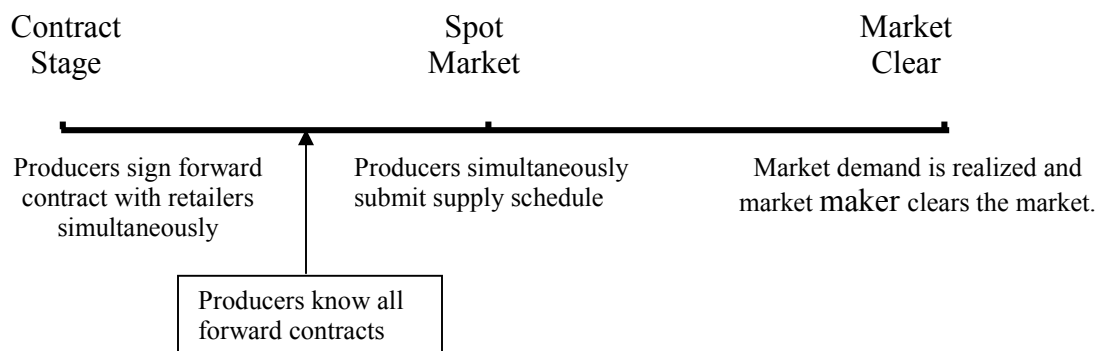 Contract
Stage
Spot
Market
Market
Clear
Producers sign forward
contract with retailers
simultaneously
Producers simultaneously
submit supply schedule
Market demand is realized and
market maker clears the market.
Producers know all
forward contracts